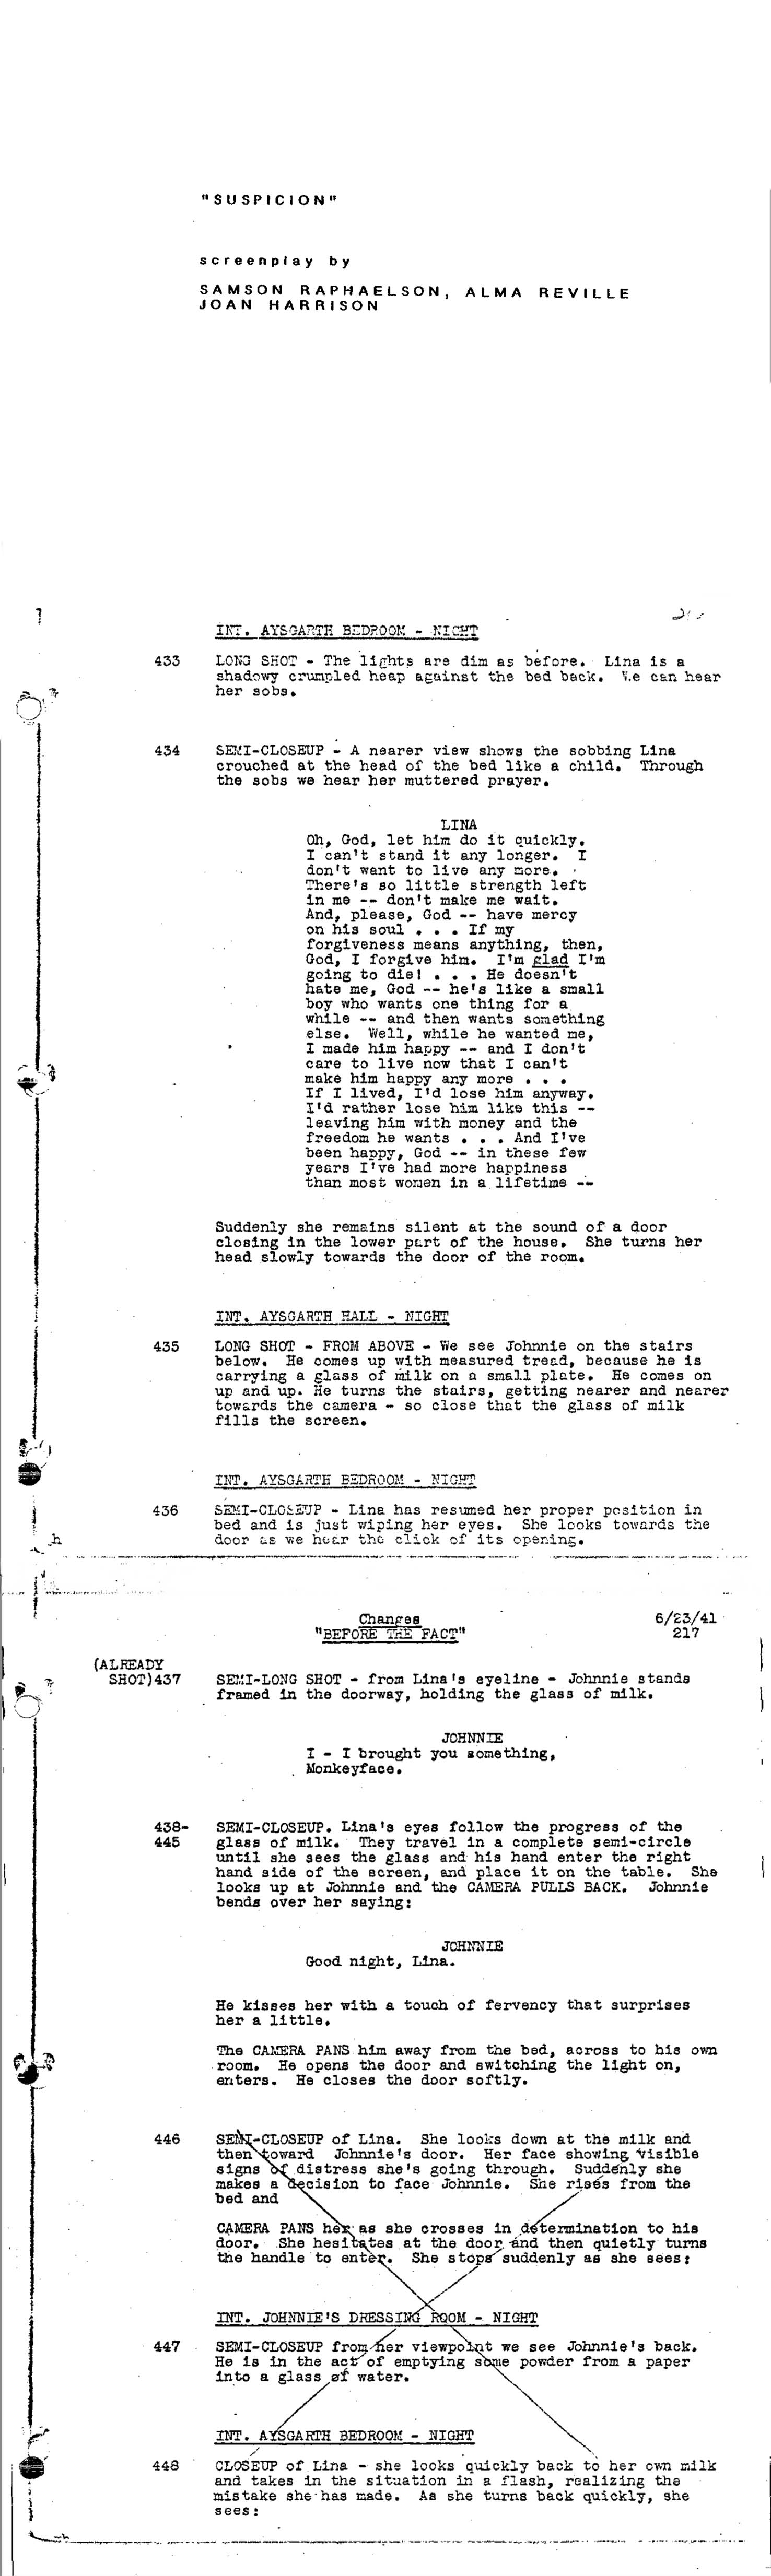 "SUSPICION"
screenplay by
SAMSON RAPHAELSON, ALMA REVILLE
JOAN HARRISON
INT. AYSGARTH BEDROOM - NIGHT
433 LONG SHOT - The lights are dim as before. Lina is a
shadowy crumpled heap against the bed back. We can hear
her sobs.
434 SEMI-CLOSEUP - A nearer view shows the sobbing Lina
crouched at the head of the bed like a child. Through
the sobs we hear her muttered prayer.
LINA
Oh, God, let him do it quickly.
I can't stand it any longer. I
don't want to live any more.
There's so little strength left
in me -- don't make me wait.
And, please, God -- have mercy
on his soul . . . If my
forgiveness means anything, then,
God, I forgive him. I'm glad I'm
going to die! . . . He doesn't
hate me, God -- he's like a small
boy who wants one thing for a
while -- and then wants something
else. Well, while he wanted me,
I made him happy -- and I don't
care to live now that I can't
make him happy any more . . .
If I lived, I'd lose him anyway.
I'd rather lose him like this --
leaving him with money and the
freedom he wants . . . And I've
been happy, God -- in these few
years I've had more happiness
than most women in a lifetime --
Suddenly she remains silent at the sound of a door
closing in the lower part of the house. She turns her
head slowly towards the door of the room.
INT. AYSGARTH HALL - NIGHT
435 LONG SHOT - FROM ABOVE - We see Johnnie on the stairs
below. He comes up with measured tread, because he is
carrying a glass of milk on a small plate. He comes on
up and up. He turns the stairs, getting nearer and nearer
towards the camera - so close that the glass of milk
fills the screen.
INT. AYSGARTH BEDROOM - NIGHT
436 SEMI-CLOSEUP - Lina has resumed her proper position in
bed and is just wiping her eyes. She looks towards the
door as we hear the click of its opening.
Changes 6/23/41
"BEFORE THE FACT" 217
(ALREADY
SHOT)437 SEMI-LONG SHOT - from Lina's eyeline - Johnnie stands
framed in the doorway, holding the glass of milk.
JOHNNIE
I - I brought you something,
Monkeyface.
438- SEMI-CLOSEUP. Lina's eyes follow the progress of the
445 glass of milk. They travel in a complete semi-circle
until she sees the glass and his hand enter the right
hand side of the screen, and place it on the table. She
looks up at Johnnie and the CAMERA PULLS BACK. Johnnie
bends over her saying:
JOHNNIE
Good night, Lina.
He kisses her with a touch of fervency that surprises
her a little.
The CAMERA PANS him away from the bed, across to his own
room. He opens the door and switching the light on,
enters. He closes the door softly.
446 SEMI-CLOSEUP of Lina. She looks down at the milk and
then toward Johnnie's door. Her face showing visible
signs of distress she's going through. Suddenly she
makes a decision to face Johnnie. She rises from the
bed and
CAMERA PANS her as she crosses in determination to his
door. She hesitates at the door and then quietly turns
the handle to enter. She stops suddenly as she sees:
INT. JOHNNIE'S DRESSING ROOM - NIGHT
447 SEMI-CLOSEUP from her viewpoint we see Johnnie's back.
He is in the act of emptying some powder from a paper
into a glass of water.
INT. AYSGARTH BEDROOM - NIGHT
448 CLOSEUP of Lina - she looks quickly back to her own milk
and takes in the situation in a flash, realizing the
mistake she has made. As she turns back quickly, she
sees: